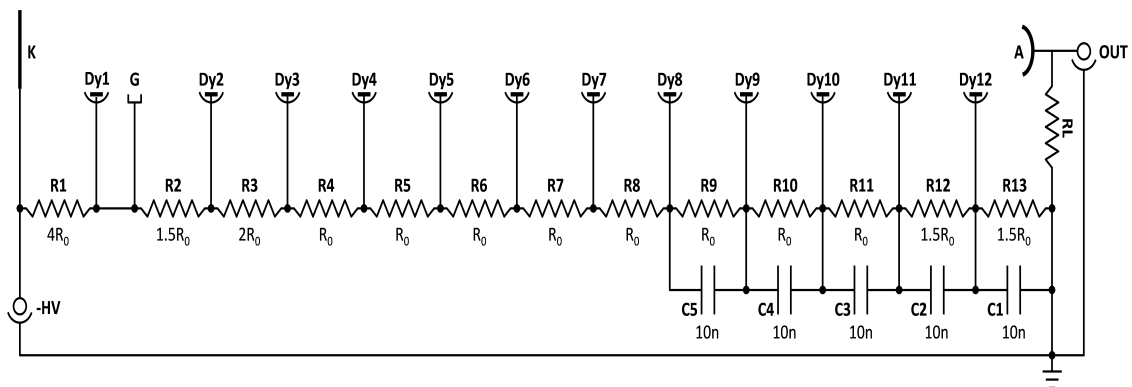 K
A
OUT
Dy1 G Dy2 Dy3 Dy4 Dy5 Dy6 Dy7 Dy8 Dy9 Dy10 Dy11 Dy12
RL
R1 R2 R3 R4 R5 R6 R7 R8 R9 R10 R11 R12 R13
4R₀ 1.5R₀ 2R₀ R₀ R₀ R₀ R₀ R₀ R₀ R₀ R₀ 1.5R₀ 1.5R₀
-HV
C5 C4 C3 C2 C1
10n 10n 10n 10n 10n